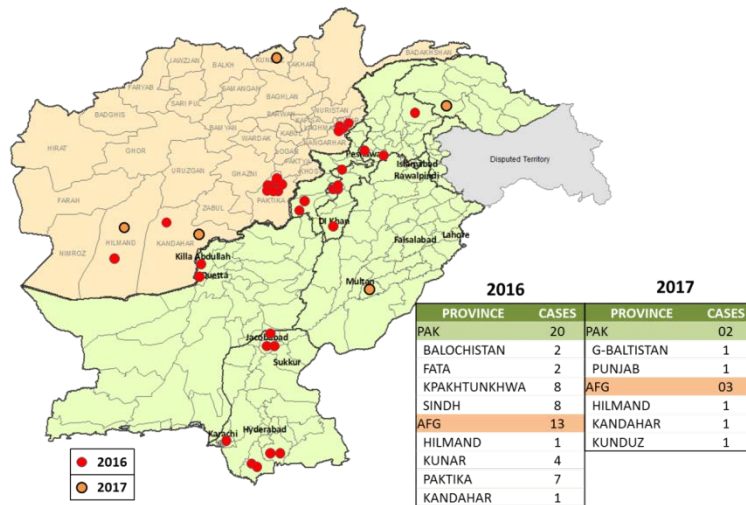 JAWZJAN
BALKH
KUNDUZ
TAKHAR
BADAKHSHAN
FARYAB
SAMANGAN
BAGHLAN
SARI PUL
BADGHIS
NURISTAN
BAMYAN
PARWAN
KAPISA
KUNAR
LAGHMAN
HIRAT
GHOR
WARDAK
KABUL
NANGARHAR
LOGAR
PAKTYA
KHOST
URUZGAN
GHAZNI
FARAH
ZABUL
PAKTIKA
NIMROZ
HILMAND
KANDAHAR
Peshawar
Islamabad
Rawalpindi
Disputed Territory
DI Khan
Faisalabad
Lahore
Killa Abdullah
Quetta
Multan
Jacobabad
Sukkur
Karachi
Hyderabad
2016
2017
2016 2017
PROVINCE CASES PROVINCE CASES
PAK 20 PAK 02
BALOCHISTAN 2 G-BALTISTAN 1
FATA 2 PUNJAB 1
KPAKHTUNKHWA 8 AFG 03
SINDH 8 HILMAND 1
AFG 13 KANDAHAR 1
HILMAND 1 KUNDUZ 1
KUNAR 4
PAKTIKA 7
KANDAHAR 1